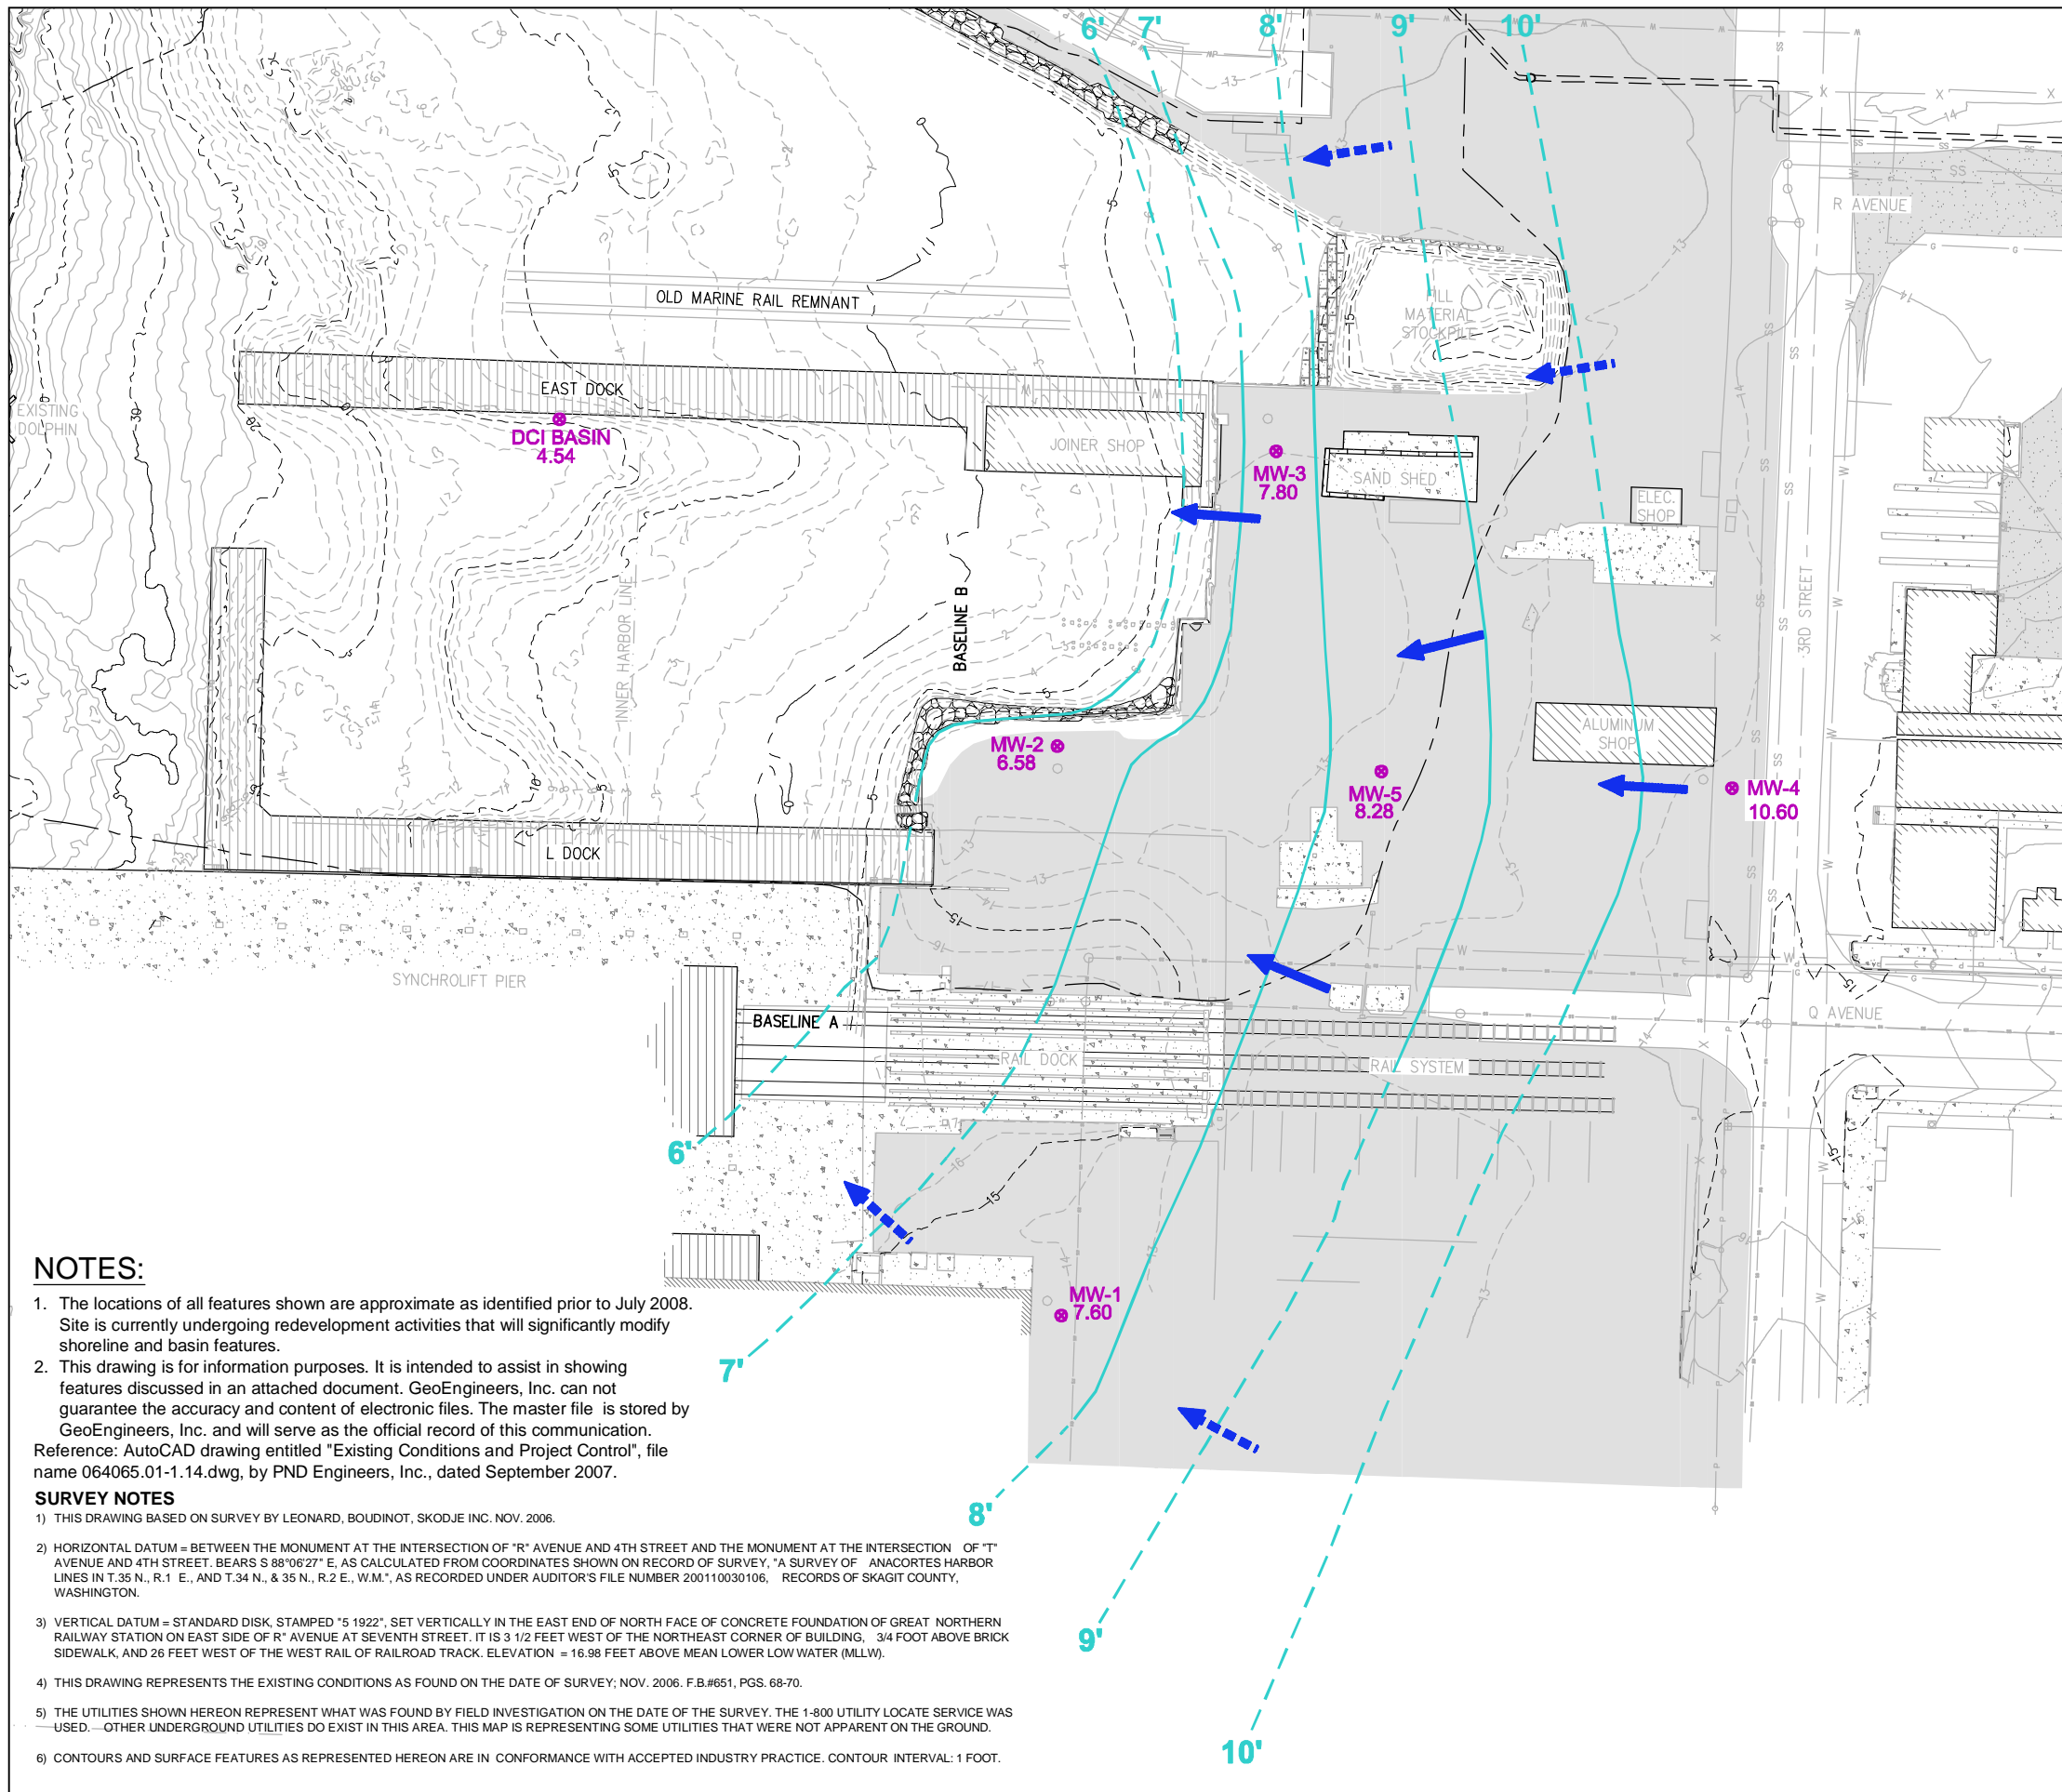 6' 7' 8' 9' 10'
R AVENUE
OLD MARINE RAIL REMNANT
FILL
MATERIAL
STOCKPILE
EAST DOCK
EXISTING
DOLPHIN
DCI BASIN
4.54
JOINER SHOP
MW-3
7.80
SAND SHED
ELEC.
SHOP
3RD STREET
INNER HARBOR LINE
BASELINE B
MW-2
6.58
MW-5
8.28
ALUMINUM
SHOP
MW-4
10.60
L DOCK
SYNCHROLIFT PIER
BASELINE A
RAIL DOCK
RAIL SYSTEM
Q AVENUE
6'
MW-1
7.60
7'
8'
9'
10'
NOTES:
1. The locations of all features shown are approximate as identified prior to July 2008.
Site is currently undergoing redevelopment activities that will significantly modify
shoreline and basin features.
2. This drawing is for information purposes. It is intended to assist in showing
features discussed in an attached document. GeoEngineers, Inc. can not
guarantee the accuracy and content of electronic files. The master file is stored by
GeoEngineers, Inc. and will serve as the official record of this communication.
Reference: AutoCAD drawing entitled "Existing Conditions and Project Control", file
name 064065.01-1.14.dwg, by PND Engineers, Inc., dated September 2007.
SURVEY NOTES
1) THIS DRAWING BASED ON SURVEY BY LEONARD, BOUDINOT, SKODJE INC. NOV. 2006.
2) HORIZONTAL DATUM = BETWEEN THE MONUMENT AT THE INTERSECTION OF "R" AVENUE AND 4TH STREET AND THE MONUMENT AT THE INTERSECTION OF "T"
AVENUE AND 4TH STREET. BEARS S 88°06'27" E, AS CALCULATED FROM COORDINATES SHOWN ON RECORD OF SURVEY, "A SURVEY OF ANACORTES HARBOR
LINES IN T.35 N., R.1 E., AND T.34 N., & 35 N., R.2 E., W.M.", AS RECORDED UNDER AUDITOR'S FILE NUMBER 200110030106, RECORDS OF SKAGIT COUNTY,
WASHINGTON.
3) VERTICAL DATUM = STANDARD DISK, STAMPED "5 1922", SET VERTICALLY IN THE EAST END OF NORTH FACE OF CONCRETE FOUNDATION OF GREAT NORTHERN
RAILWAY STATION ON EAST SIDE OF R" AVENUE AT SEVENTH STREET. IT IS 3 1/2 FEET WEST OF THE NORTHEAST CORNER OF BUILDING, 3/4 FOOT ABOVE BRICK
SIDEWALK, AND 26 FEET WEST OF THE WEST RAIL OF RAILROAD TRACK. ELEVATION = 16.98 FEET ABOVE MEAN LOWER LOW WATER (MLLW).
4) THIS DRAWING REPRESENTS THE EXISTING CONDITIONS AS FOUND ON THE DATE OF SURVEY; NOV. 2006. F.B.#651, PGS. 68-70.
5) THE UTILITIES SHOWN HEREON REPRESENT WHAT WAS FOUND BY FIELD INVESTIGATION ON THE DATE OF THE SURVEY. THE 1-800 UTILITY LOCATE SERVICE WAS
USED. OTHER UNDERGROUND UTILITIES DO EXIST IN THIS AREA. THIS MAP IS REPRESENTING SOME UTILITIES THAT WERE NOT APPARENT ON THE GROUND.
6) CONTOURS AND SURFACE FEATURES AS REPRESENTED HEREON ARE IN CONFORMANCE WITH ACCEPTED INDUSTRY PRACTICE. CONTOUR INTERVAL: 1 FOOT.